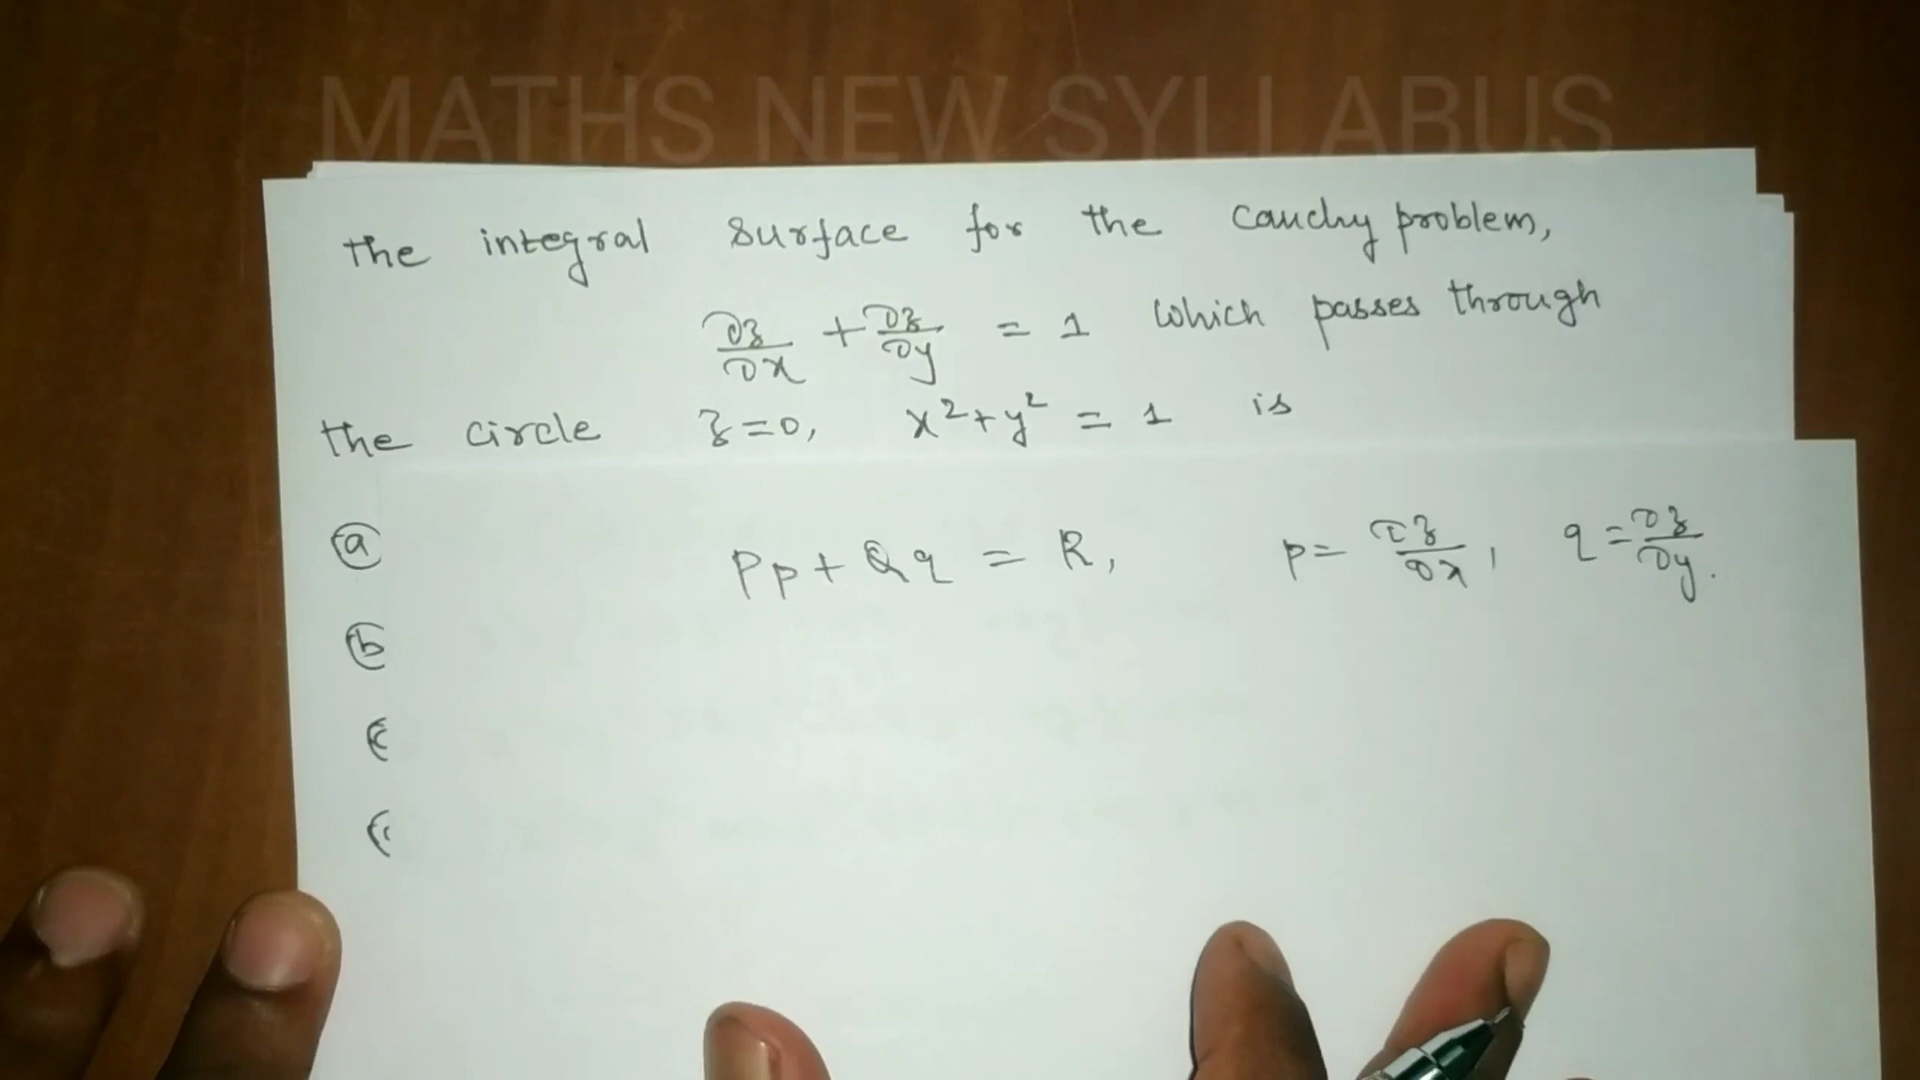 MATHS NEW SYLLABUS
The integral surface for the cauchy problem,
∂z/∂x + ∂z/∂y = 1 which passes through
the circle z=0, x²+y² = 1 is
ⓐ Pp + Qq = R, p = ∂z/∂x, q = ∂z/∂y.
ⓑ